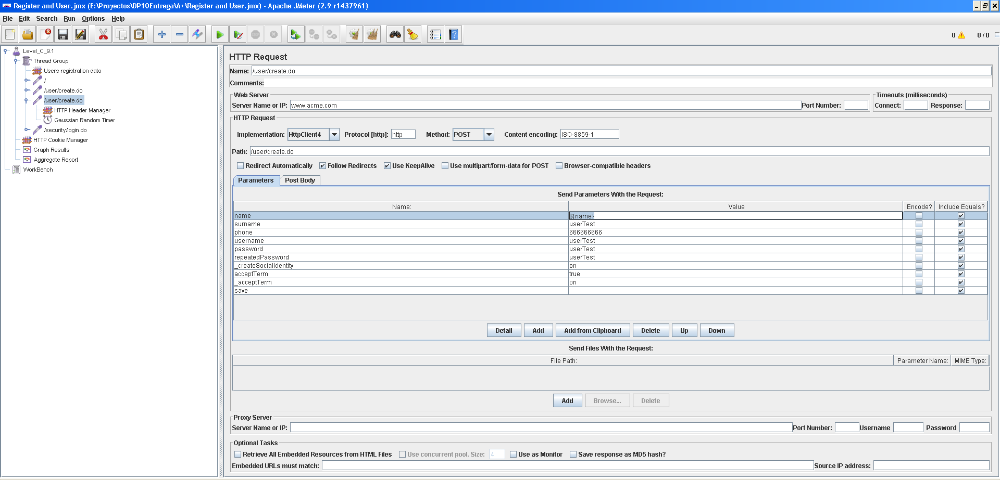 Register and User.jmx (E:\Proyectos\DP10Entrega\A+\Register and User.jmx) - Apache JMeter (2.9 r1437961)
File Edit Search Run Options Help
0 0 / 0
Level_C_9.1
Thread Group
Users registration data
/
/user/create.do
/user/create.do
HTTP Header Manager
Gaussian Random Timer
/security/login.do
HTTP Cookie Manager
Graph Results
Aggregate Report
WorkBench
HTTP Request
Name: /user/create.do
Comments:
Web Server
Server Name or IP: www.acme.com Port Number:
Timeouts (milliseconds)
Connect: Response:
HTTP Request
Implementation: HttpClient4 Protocol [http]: http Method: POST Content encoding: ISO-8859-1
Path: /user/create.do
Redirect Automatically Follow Redirects Use KeepAlive Use multipart/form-data for POST Browser-compatible headers
Parameters Post Body
Send Parameters With the Request:
Name: Value Encode? Include Equals?
name ${name}
surname userTest
phone 666666666
username userTest
password userTest
repeatedPassword userTest
_createSocialIdentity on
acceptTerm true
_acceptTerm on
save
Detail Add Add from Clipboard Delete Up Down
Send Files With the Request:
File Path: Parameter Name: MIME Type:
Add Browse... Delete
Proxy Server
Server Name or IP: Port Number: Username Password
Optional Tasks
Retrieve All Embedded Resources from HTML Files Use concurrent pool. Size: 4 Use as Monitor Save response as MD5 hash?
Embedded URLs must match: Source IP address: